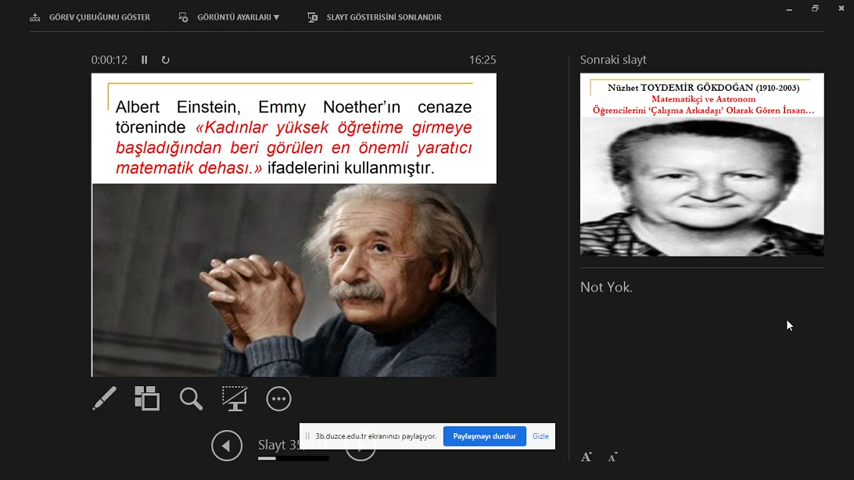 GÖREV ÇUBUĞUNU GÖSTER
GÖRÜNTÜ AYARLARI
SLAYT GÖSTERİSİNİ SONLANDIR
0:00:12
16:25
Albert Einstein, Emmy Noether’ın cenaze
töreninde «Kadınlar yüksek öğretime girmeye
başladığından beri görülen en önemli yaratıcı
matematik dehası.» ifadelerini kullanmıştır.
Sonraki slayt
Nüzhet TOYDEMİR GÖKDOĞAN (1910-2003)
Matematikçi ve Astronom
Öğrencilerini ‘Çalışma Arkadaşı’ Olarak Gören İnsan…
Not Yok.
Slayt
3b.duzce.edu.tr ekranınızı paylaşıyor.
Paylaşmayı durdur
Gizle
A A